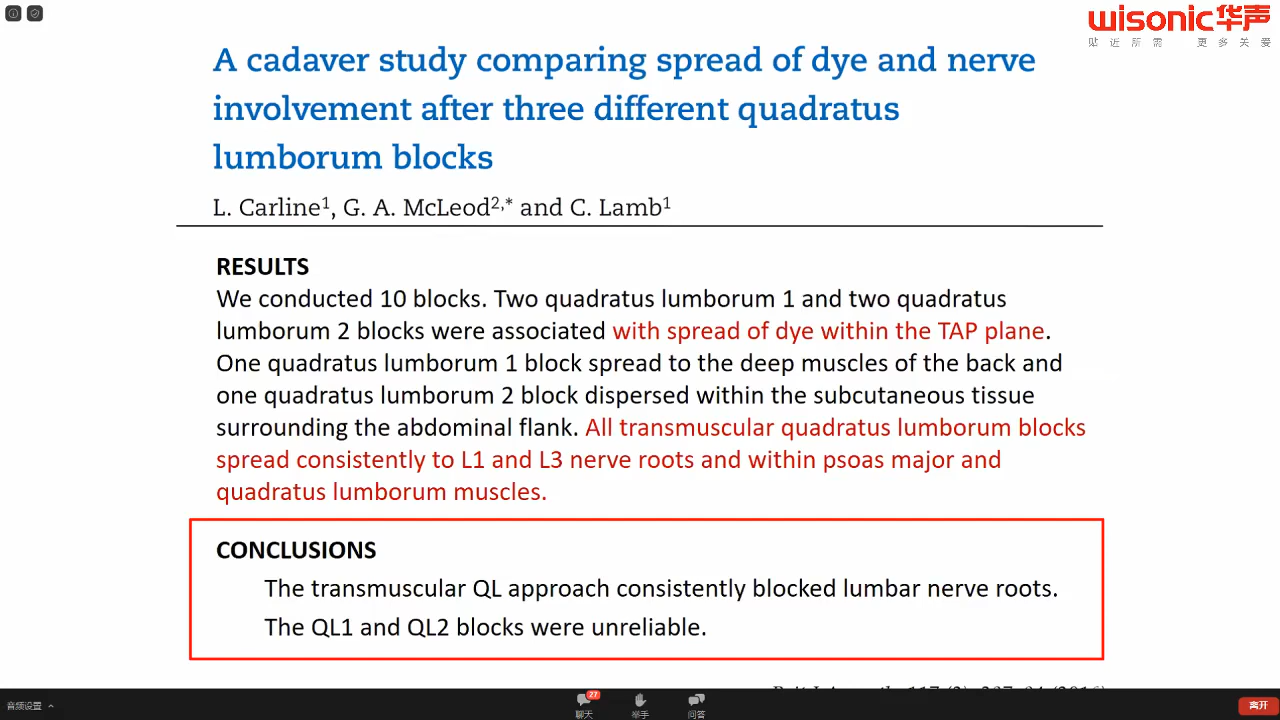 wisonic华声
贴近所需 更多关爱
A cadaver study comparing spread of dye and nerve
involvement after three different quadratus
lumborum blocks
L. Carline1, G. A. McLeod2,* and C. Lamb1
RESULTS
We conducted 10 blocks. Two quadratus lumborum 1 and two quadratus
lumborum 2 blocks were associated with spread of dye within the TAP plane.
One quadratus lumborum 1 block spread to the deep muscles of the back and
one quadratus lumborum 2 block dispersed within the subcutaneous tissue
surrounding the abdominal flank. All transmuscular quadratus lumborum blocks
spread consistently to L1 and L3 nerve roots and within psoas major and
quadratus lumborum muscles.
CONCLUSIONS
The transmuscular QL approach consistently blocked lumbar nerve roots.
The QL1 and QL2 blocks were unreliable.
音频设置
27
聊天
举手
问答
离开